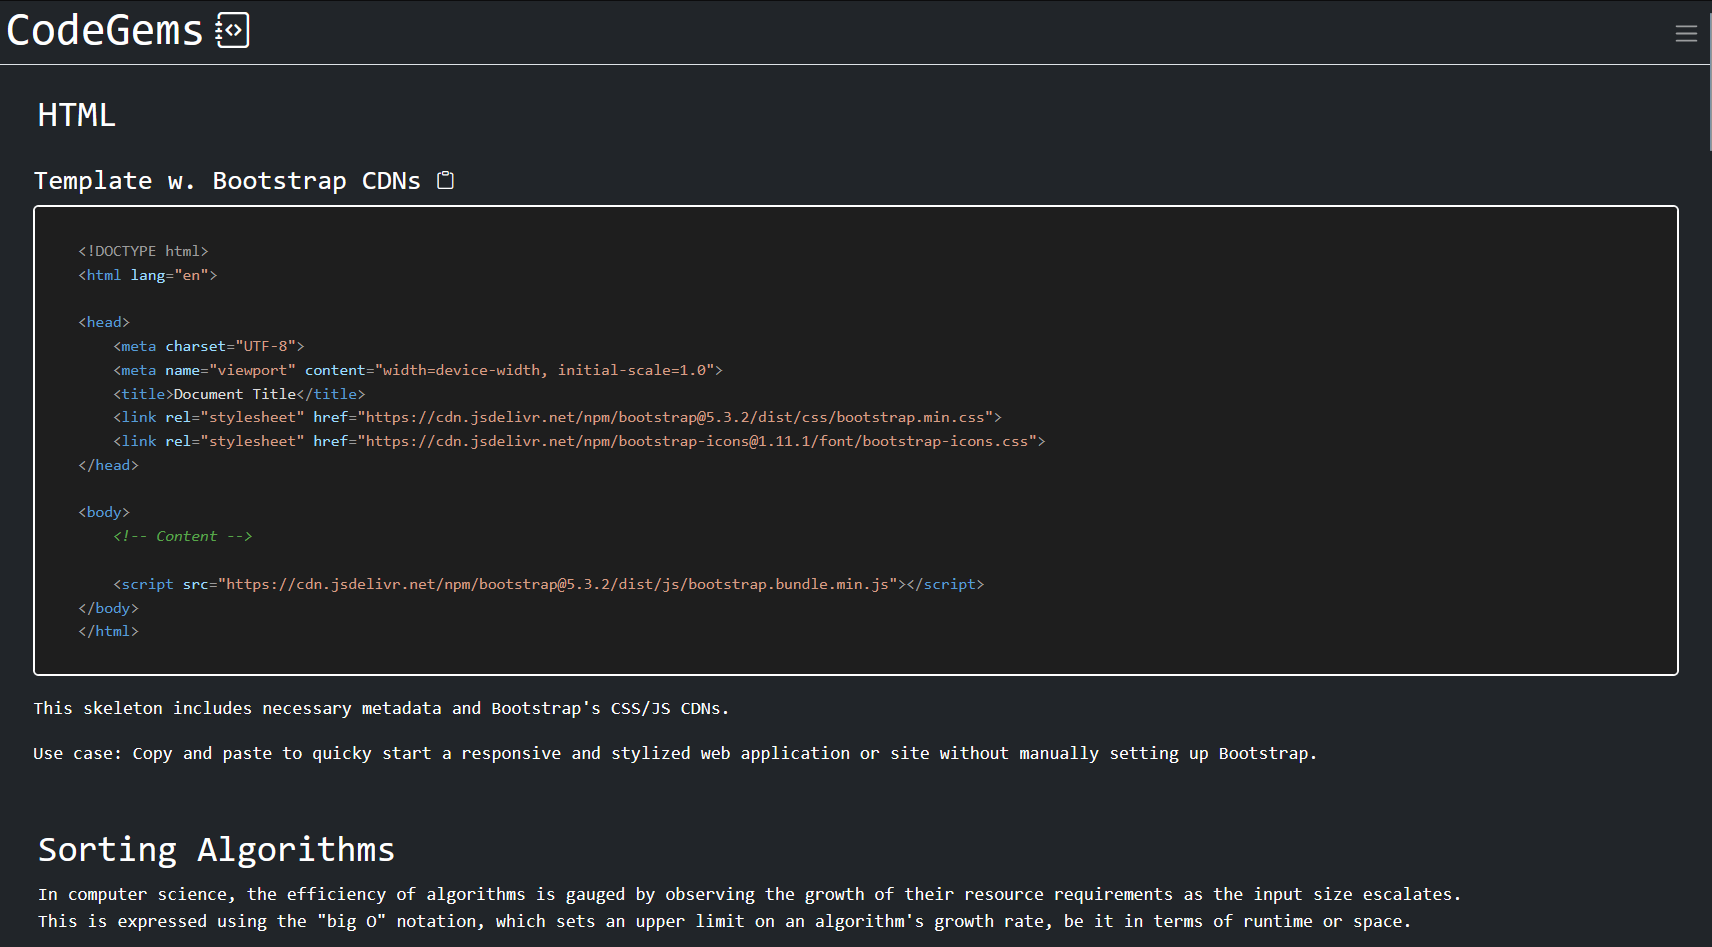 CodeGems
HTML
Template w. Bootstrap CDNs
<!DOCTYPE html>
<html lang="en">
<head>
<meta charset="UTF-8">
<meta name="viewport" content="width=device-width, initial-scale=1.0">
<title>Document Title</title>
<link rel="stylesheet" href="https://cdn.jsdelivr.net/npm/bootstrap@5.3.2/dist/css/bootstrap.min.css">
<link rel="stylesheet" href="https://cdn.jsdelivr.net/npm/bootstrap-icons@1.11.1/font/bootstrap-icons.css">
</head>
<body>
<!-- Content -->
<script src="https://cdn.jsdelivr.net/npm/bootstrap@5.3.2/dist/js/bootstrap.bundle.min.js"></script>
</body>
</html>
This skeleton includes necessary metadata and Bootstrap's CSS/JS CDNs.
Use case: Copy and paste to quicky start a responsive and stylized web application or site without manually setting up Bootstrap.
Sorting Algorithms
In computer science, the efficiency of algorithms is gauged by observing the growth of their resource requirements as the input size escalates.
This is expressed using the "big O" notation, which sets an upper limit on an algorithm's growth rate, be it in terms of runtime or space.